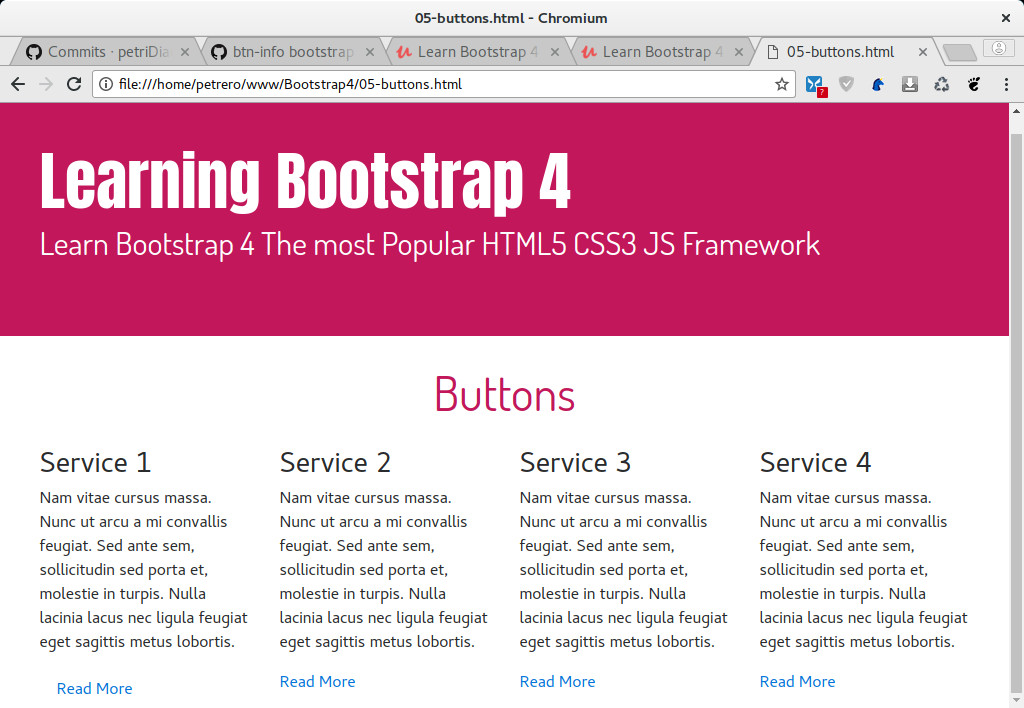 05-buttons.html - Chromium
Commits · petriDia
btn-info bootstrap
Learn Bootstrap 4
Learn Bootstrap 4
05-buttons.html
file:///home/petrero/www/Bootstrap4/05-buttons.html
?
Learning Bootstrap 4
Learn Bootstrap 4 The most Popular HTML5 CSS3 JS Framework
Buttons
Service 1
Nam vitae cursus massa.
Nunc ut arcu a mi convallis
feugiat. Sed ante sem,
sollicitudin sed porta et,
molestie in turpis. Nulla
lacinia lacus nec ligula feugiat
eget sagittis metus lobortis.
Read More
Service 2
Nam vitae cursus massa.
Nunc ut arcu a mi convallis
feugiat. Sed ante sem,
sollicitudin sed porta et,
molestie in turpis. Nulla
lacinia lacus nec ligula feugiat
eget sagittis metus lobortis.
Read More
Service 3
Nam vitae cursus massa.
Nunc ut arcu a mi convallis
feugiat. Sed ante sem,
sollicitudin sed porta et,
molestie in turpis. Nulla
lacinia lacus nec ligula feugiat
eget sagittis metus lobortis.
Read More
Service 4
Nam vitae cursus massa.
Nunc ut arcu a mi convallis
feugiat. Sed ante sem,
sollicitudin sed porta et,
molestie in turpis. Nulla
lacinia lacus nec ligula feugiat
eget sagittis metus lobortis.
Read More